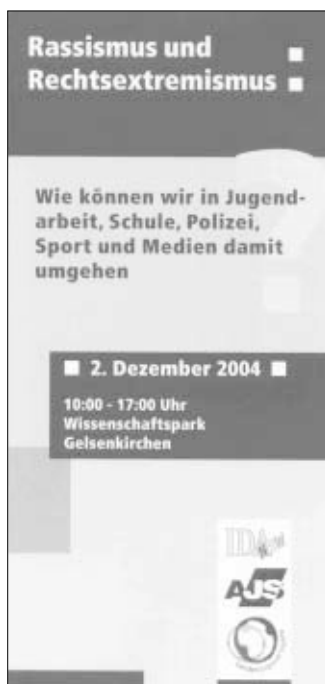 Rassismus und
Rechtsextremismus
Wie können wir in Jugend-
arbeit, Schule, Polizei,
Sport und Medien damit
umgehen
2. Dezember 2004
10:00 - 17:00 Uhr
Wissenschaftspark
Gelsenkirchen
AJS